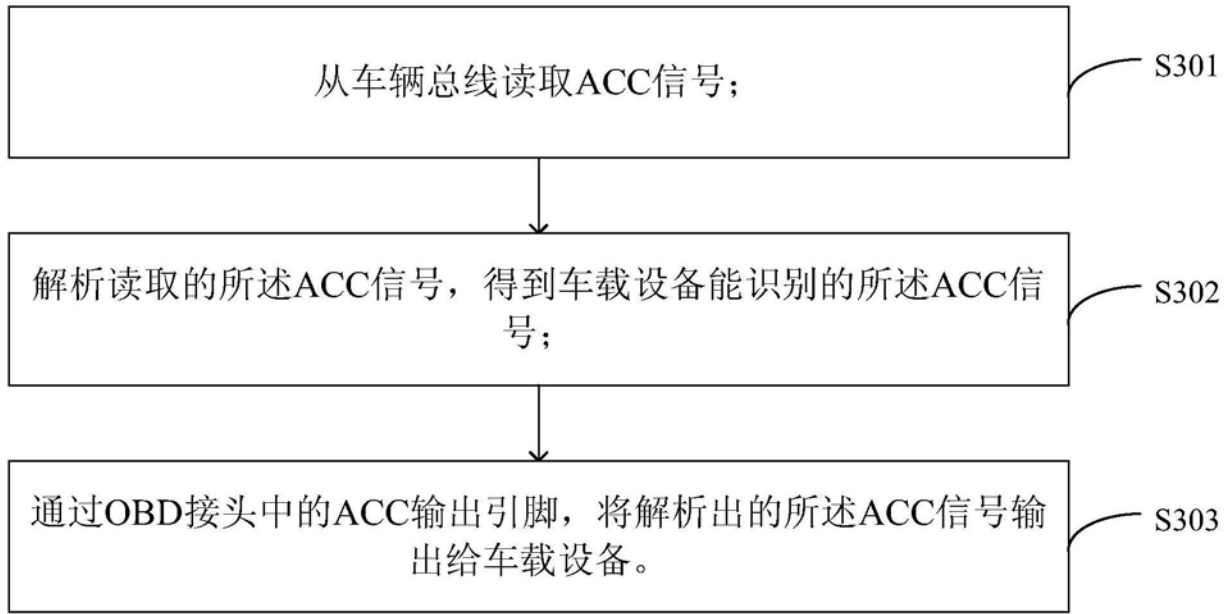 从车辆总线读取ACC信号；
S301
解析读取的所述ACC信号，得到车载设备能识别的所述ACC信
号；
S302
通过OBD接头中的ACC输出引脚，将解析出的所述ACC信号输
出给车载设备。
S303